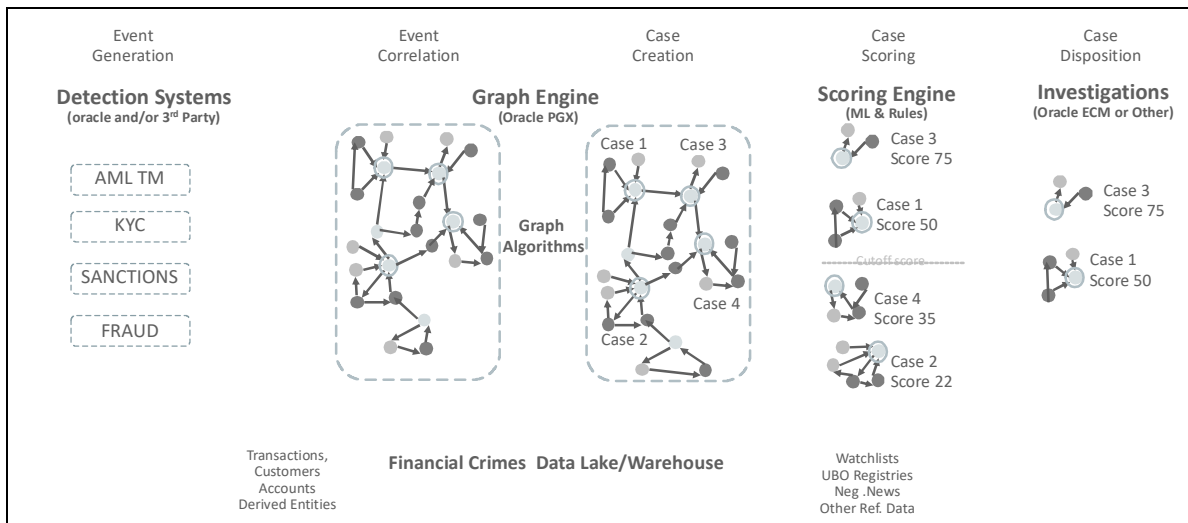 Event
Generation
Event
Correlation
Case
Creation
Case
Scoring
Case
Disposition
Detection Systems
(oracle and/or 3rd Party)
Graph Engine
(Oracle PGX)
Scoring Engine
(ML & Rules)
Investigations
(Oracle ECM or Other)
AML TM
KYC
SANCTIONS
FRAUD
Graph
Algorithms
Case 1
Case 3
Case 4
Case 2
Case 3
Score 75
Case 1
Score 50
Cutoff score
Case 4
Score 35
Case 2
Score 22
Case 3
Score 75
Case 1
Score 50
Transactions,
Customers
Accounts
Derived Entities
Financial Crimes Data Lake/Warehouse
Watchlists
UBO Registries
Neg .News
Other Ref. Data